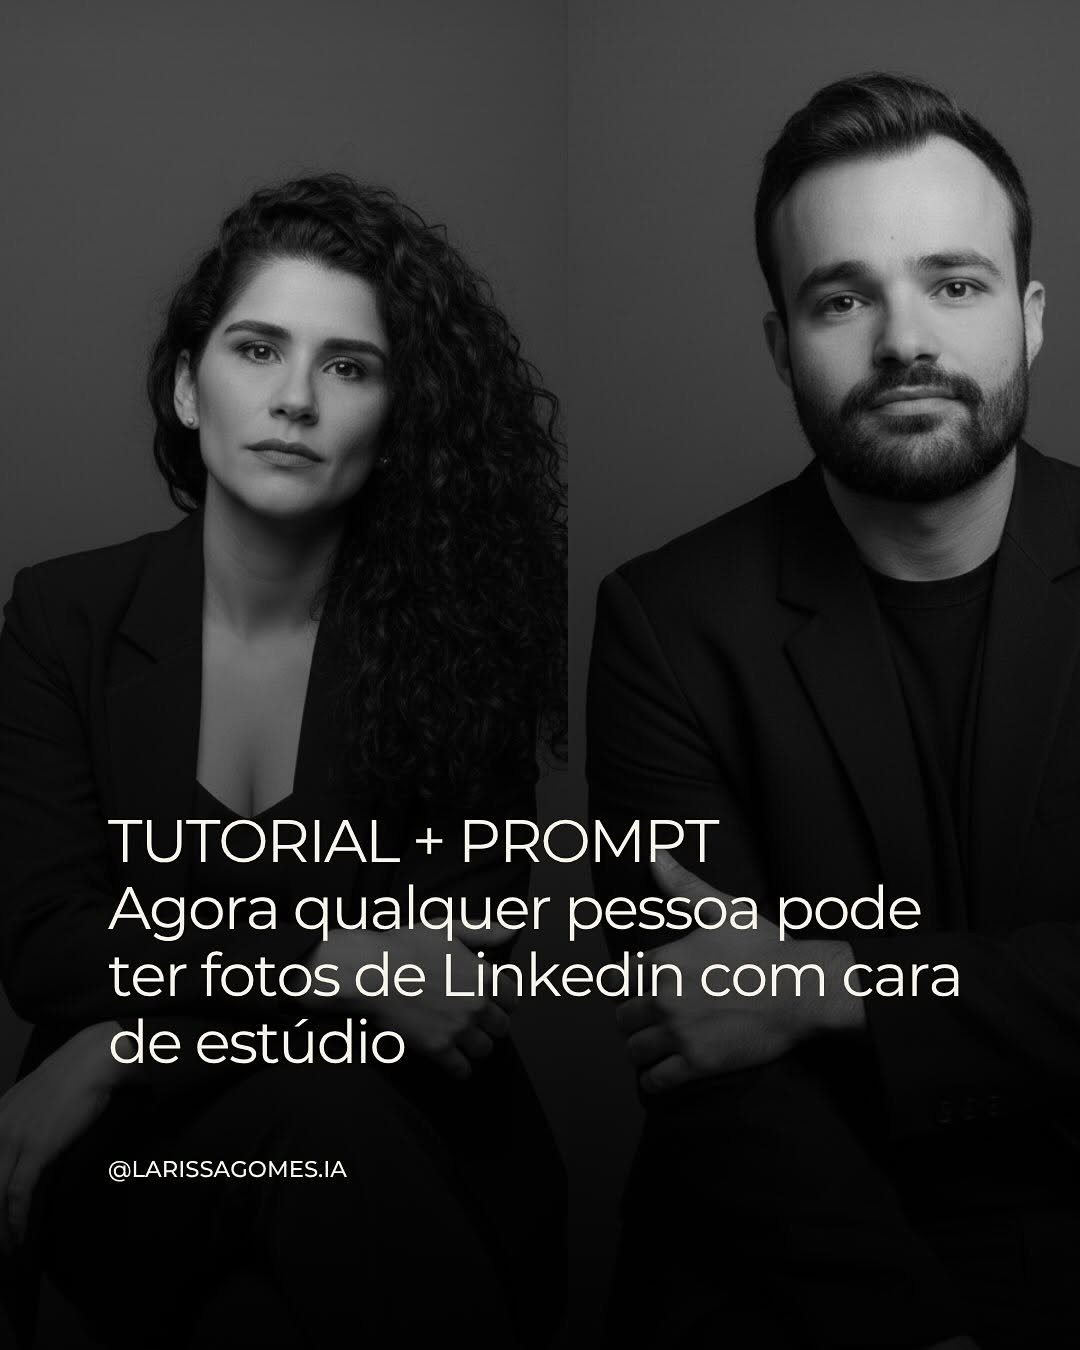 TUTORIAL + PROMPT
Agora qualquer pessoa pode
ter fotos de Linkedin com cara
de estúdio
@LARISSAGOMES.IA